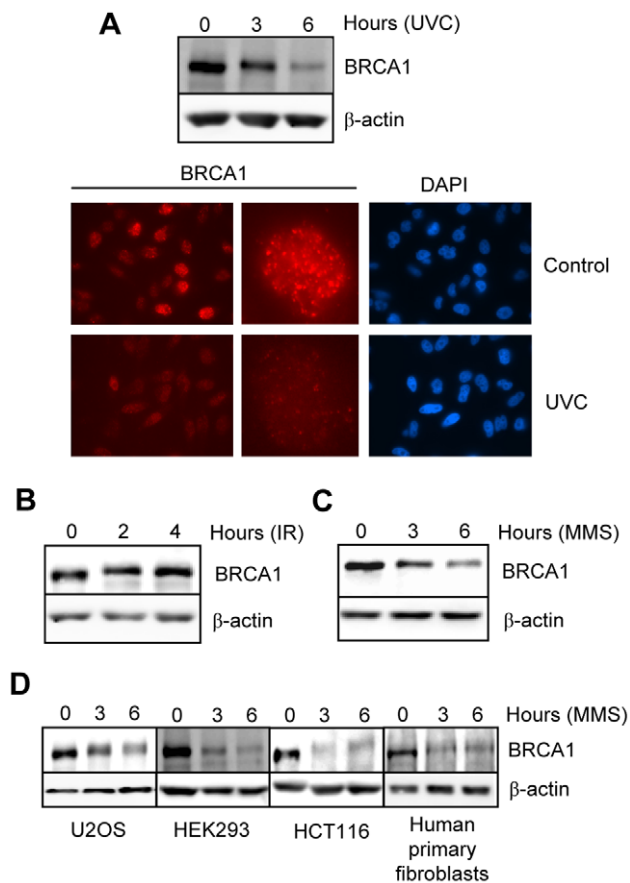 A
0 3 6 Hours (UVC)
BRCA1
β-actin
BRCA1 DAPI
Control
UVC
B
0 2 4 Hours (IR)
BRCA1
β-actin
C
0 3 6 Hours (MMS)
BRCA1
β-actin
D
0 3 6 0 3 6 0 3 6 0 3 6 Hours (MMS)
BRCA1
β-actin
U2OS HEK293 HCT116 Human
primary
fibroblasts